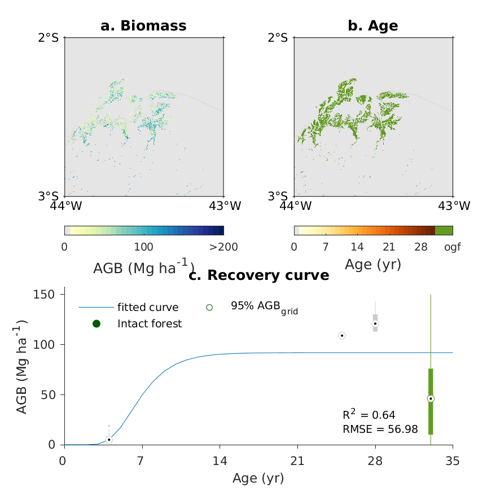 a. Biomass
b. Age
2°S
2°S
3°S
3°S
44°W
43°W
44°W
43°W
0
100
>200
0
7
14
21
28
ogf
AGB (Mg ha-1)
Age (yr)
c. Recovery curve
150
100
50
0
AGB (Mg ha-1)
fitted curve
95% AGBgrid
Intact forest
R2 = 0.64
RMSE = 56.98
0
7
14
21
28
35
Age (yr)